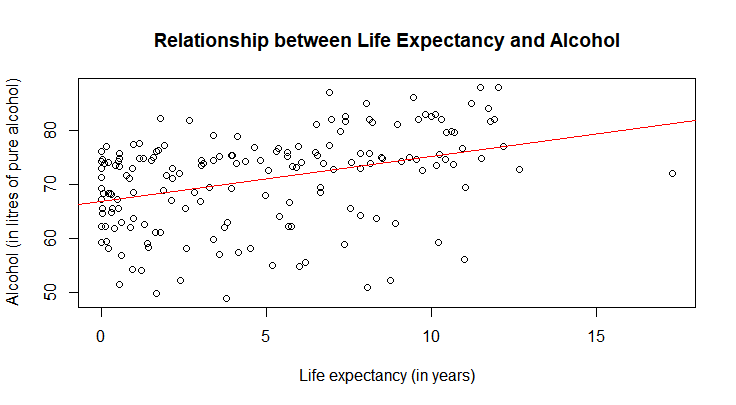 Relationship between Life Expectancy and Alcohol
Alcohol (in litres of pure alcohol)
80
70
60
50
0
5
10
15
Life expectancy (in years)